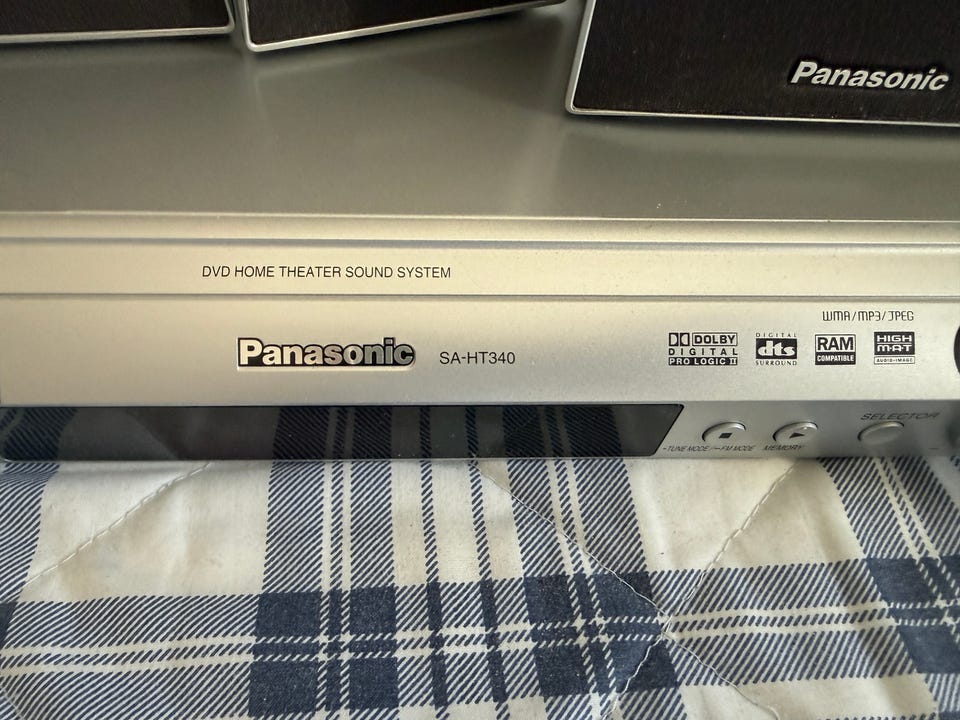 Panasonic
DVD HOME THEATER SOUND SYSTEM
WMA/MP3/JPEG
Panasonic SA-HT340
DOLBY
DIGITAL
PRO LOGIC II
DIGITAL
dts
SURROUND
RAM
COMPATIBLE
HIGH
M.A.T
AUDIO-IMAGE
SELECTOR
-TUNE MODE/—FM MODE
MEMORY